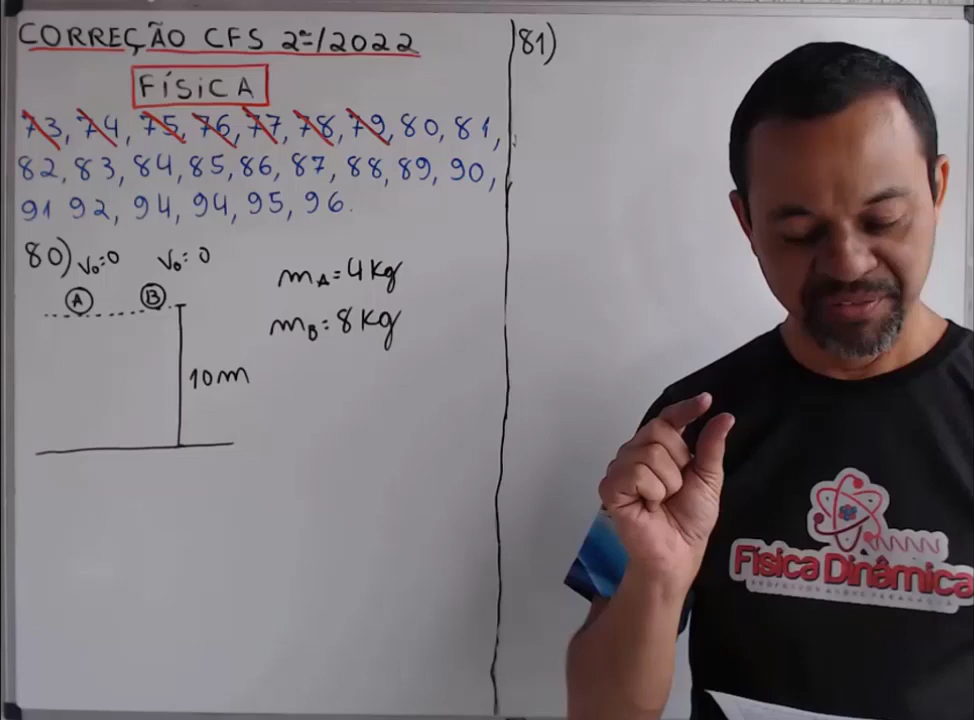 CORREÇÃO CFS 2º/2022
FÍSICA
73, 74, 75, 76, 77, 78, 79, 80, 81,
82, 83, 84, 85, 86, 87, 88, 89, 90,
91 92, 94, 94, 95, 96.
80) V₀=0 V₀=0
A B
10m
mA=4Kg
mB=8Kg
81)
Física Dinâmica